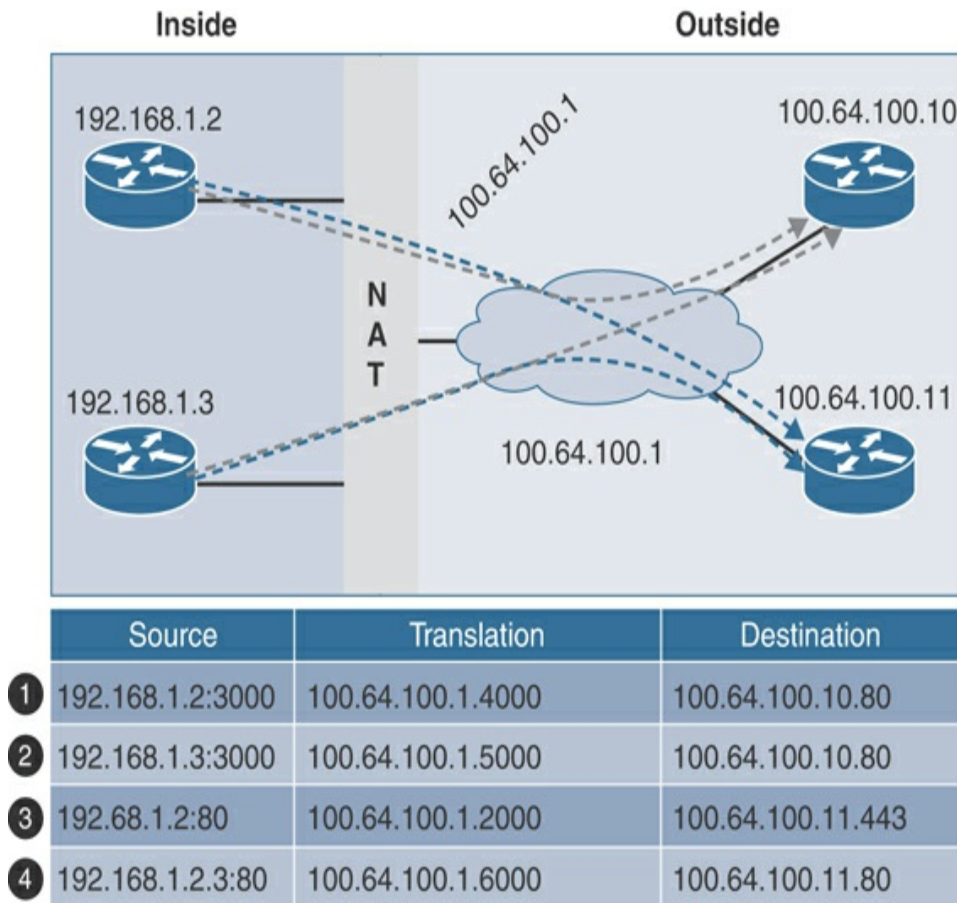 Inside
Outside
192.168.1.2
100.64.100.1
100.64.100.10
N
A
T
192.168.1.3
100.64.100.11
100.64.100.1
Source Translation Destination
1 192.168.1.2:3000 100.64.100.1.4000 100.64.100.10.80
2 192.168.1.3:3000 100.64.100.1.5000 100.64.100.10.80
3 192.68.1.2:80 100.64.100.1.2000 100.64.100.11.443
4 192.168.1.2.3:80 100.64.100.1.6000 100.64.100.11.80